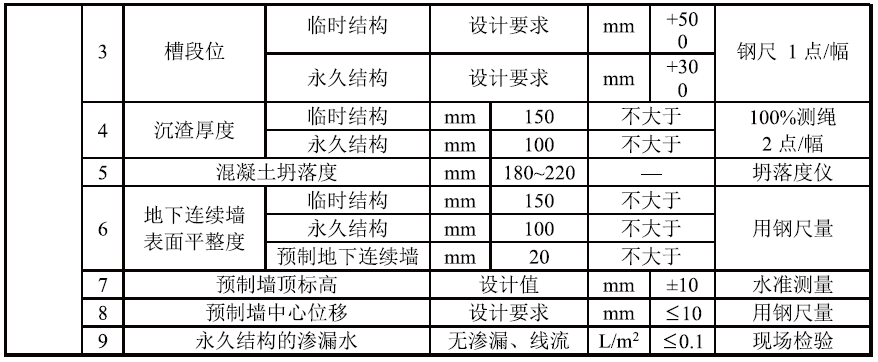 3 槽段位 临时结构 设计要求 mm +50
0 钢尺 1点/幅
永久结构 设计要求 mm +30
0
4 沉渣厚度 临时结构 mm 150 不大于 100%测绳
永久结构 mm 100 不大于 2点/幅
5 混凝土坍落度 mm 180~220 — 坍落度仪
6 地下连续墙
表面平整度 临时结构 mm 150 不大于 用钢尺量
永久结构 mm 100 不大于
预制地下连续墙 mm 20 不大于
7 预制墙顶标高 设计值 mm ±10 水准测量
8 预制墙中心位移 设计要求 mm ≤10 用钢尺量
9 永久结构的渗漏水 无渗漏、线流 L/m² ≤0.1 现场检验